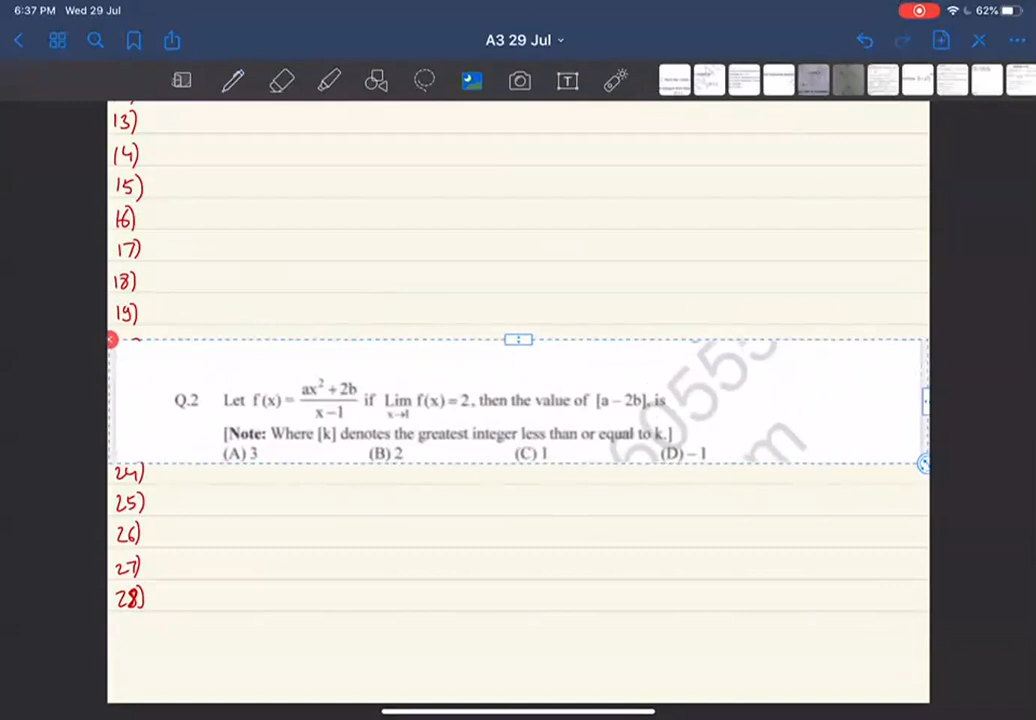 6:37 PM Wed 29 Jul
62%
A3 29 Jul
13)
14)
15)
16)
17)
18)
19)
Q.2 Let f(x) = (ax² + 2b)/(x – 1) if Lim x→1 f(x) = 2, then the value of [a – 2b], is
[Note: Where [k] denotes the greatest integer less than or equal to k.]
(A) 3 (B) 2 (C) 1 (D) – 1
24)
25)
26)
27)
28)